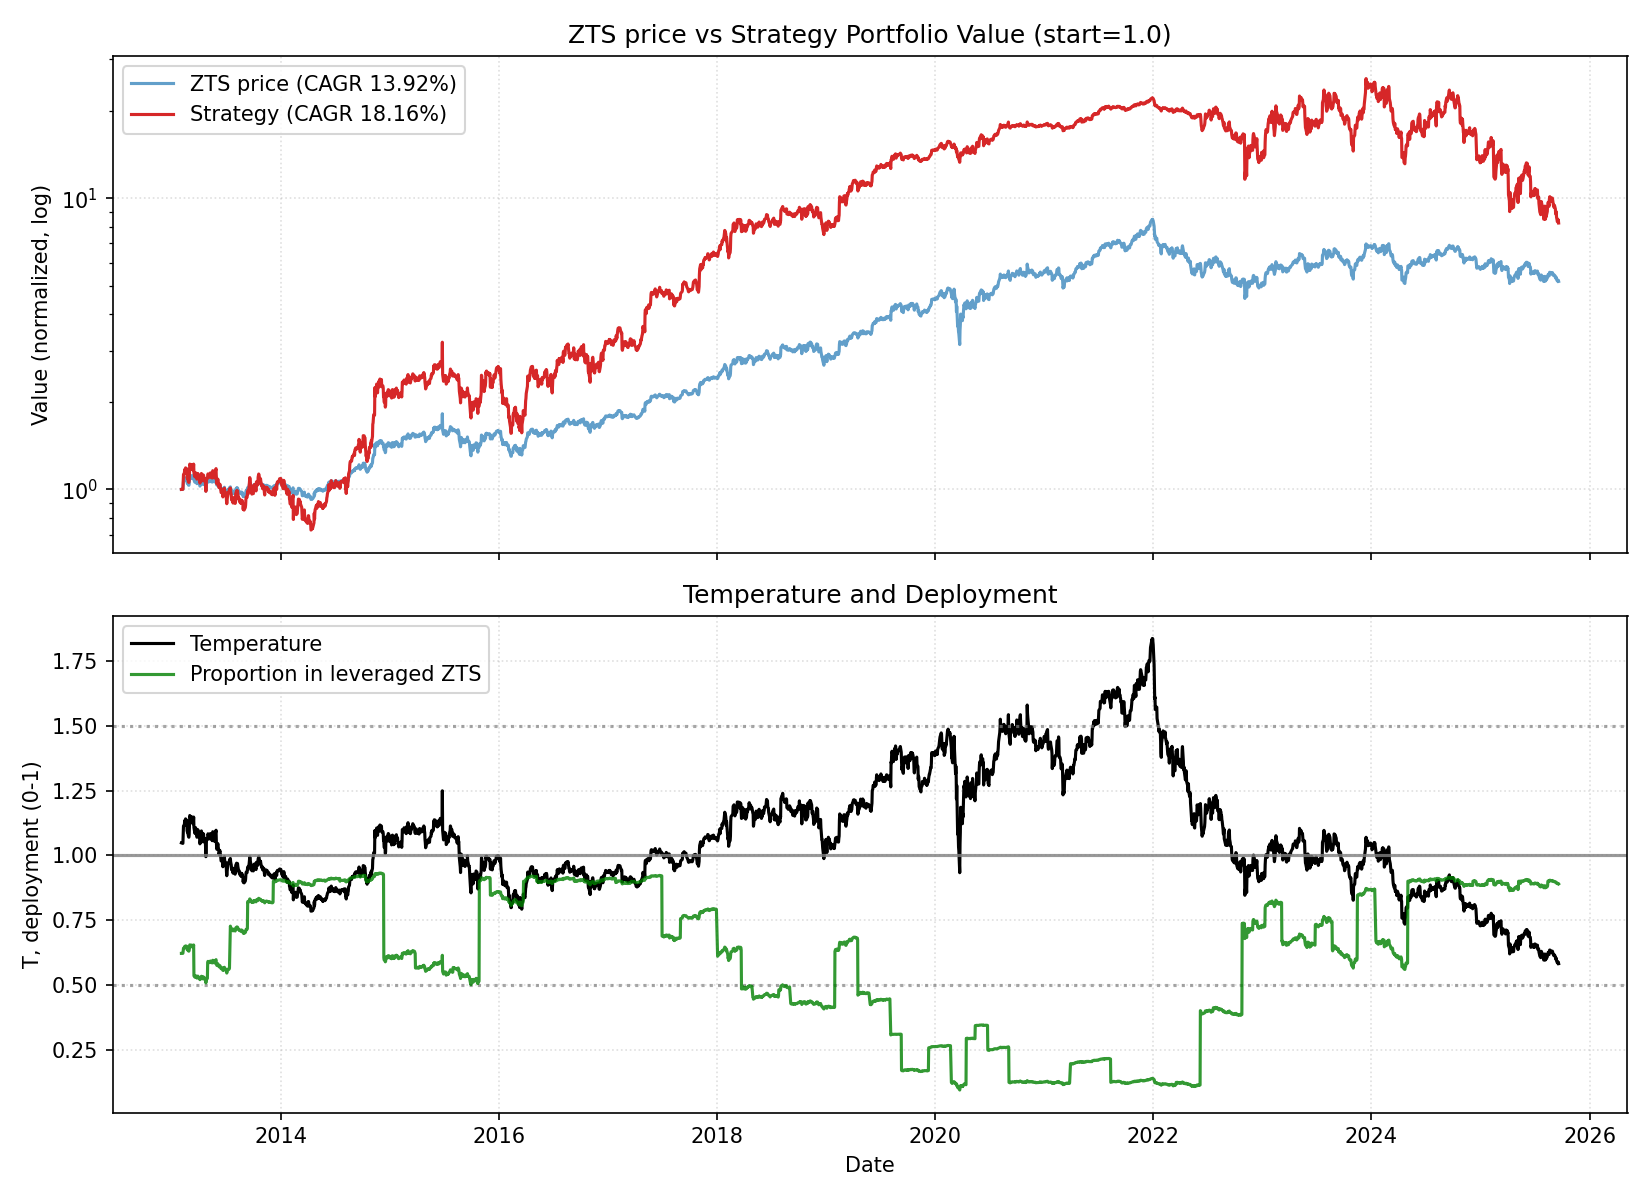 ZTS price vs Strategy Portfolio Value (start=1.0)
ZTS price (CAGR 13.92%)
Strategy (CAGR 18.16%)
Value (normalized, log)
10¹
10⁰
Temperature and Deployment
Temperature
Proportion in leveraged ZTS
T, deployment (0-1)
1.75
1.50
1.25
1.00
0.75
0.50
0.25
2014 2016 2018 2020 2022 2024 2026
Date